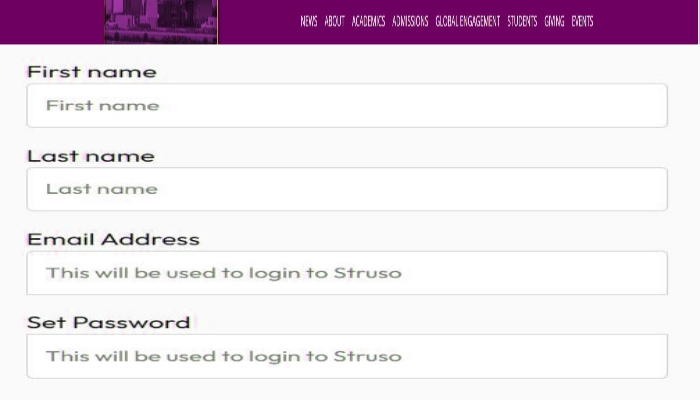 NEWS ABOUT ACADEMICS ADMISSIONS GLOBAL ENGAGEMENT STUDENTS GIVING EVENTS
First name
First name
Last name
Last name
Email Address
This will be used to login to Struso
Set Password
This will be used to login to Struso